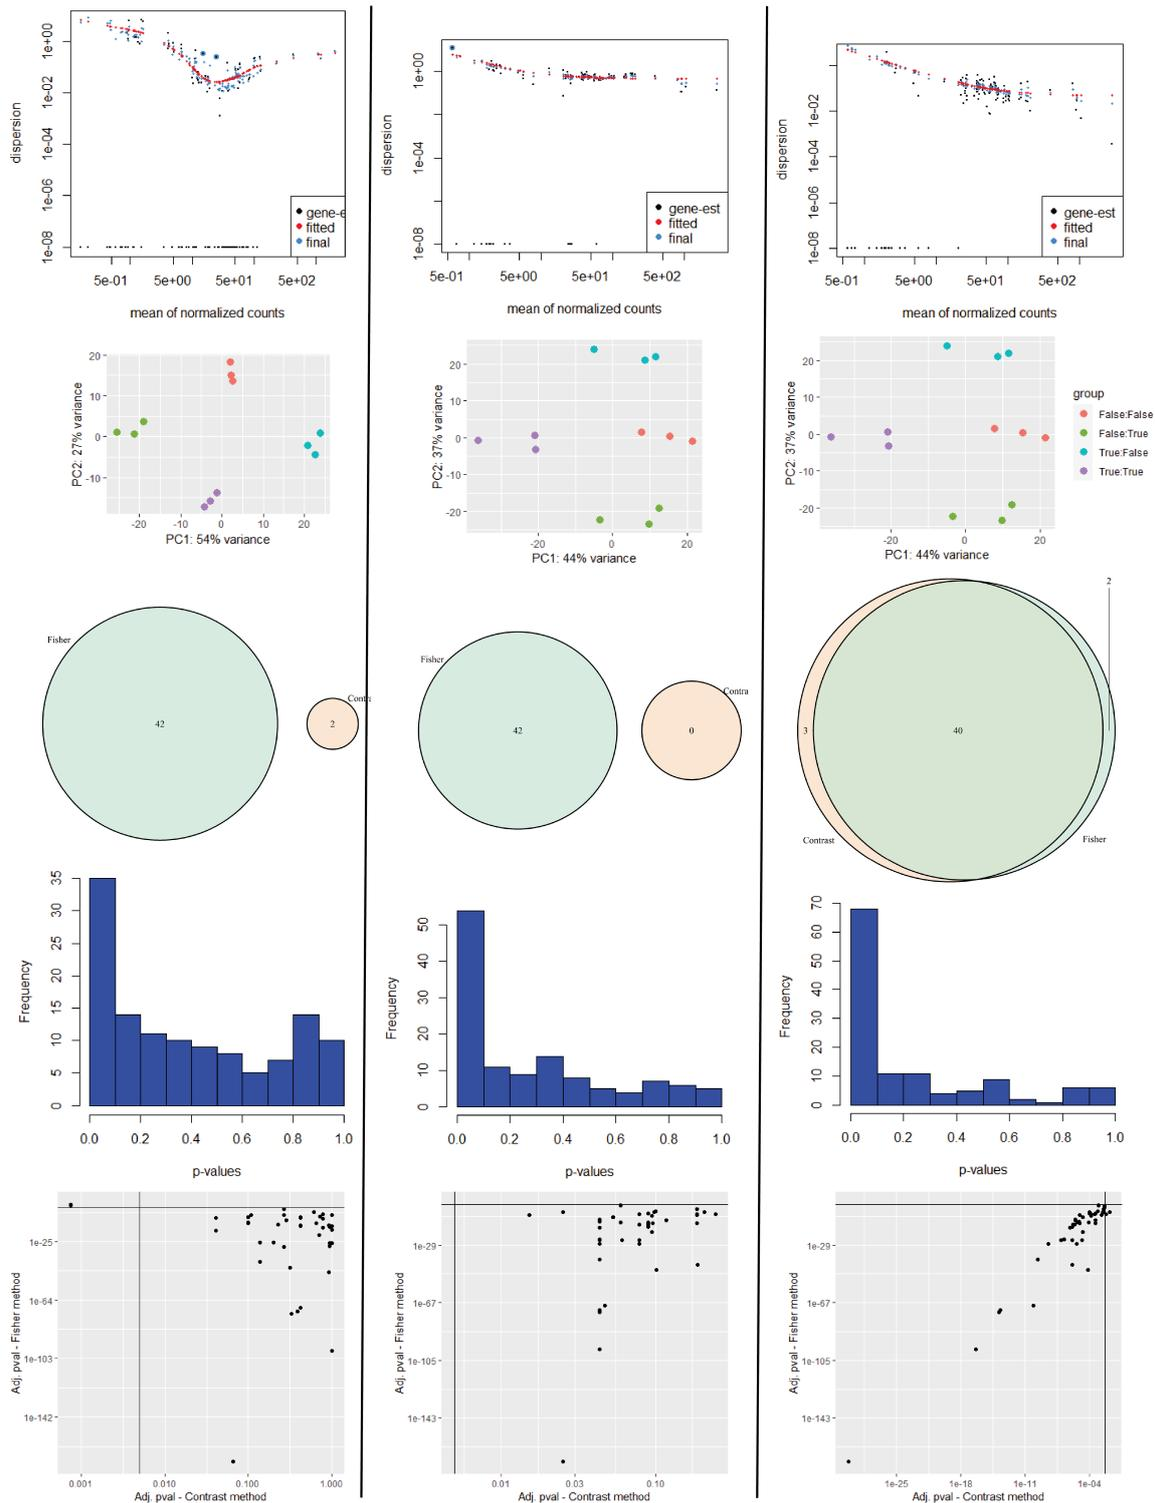 1e+00
1e-02
1e-04
1e-06
1e-08
dispersion
gene-e
fitted
final
5e-01 5e+00 5e+01 5e+02
mean of normalized counts
1e+00
1e-04
1e-08
dispersion
gene-est
fitted
final
5e-01 5e+00 5e+01 5e+02
mean of normalized counts
1e-02
1e-04
1e-06
1e-08
dispersion
gene-est
fitted
final
5e-01 5e+00 5e+01 5e+02
mean of normalized counts
20
10
0
-10
PC2: 27% variance
-20 -10 0 10 20
PC1: 54% variance
20
10
0
-10
-20
PC2: 37% variance
-20 0 20
PC1: 44% variance
20
10
0
-10
-20
PC2: 37% variance
-20 0 20
PC1: 44% variance
group
False:False
False:True
True:False
True:True
Fisher
42
Contra
2
Fisher
42
Contra
0
2
3
40
Contrast
Fisher
35
30
25
20
15
10
5
0
Frequency
0.0 0.2 0.4 0.6 0.8 1.0
p-values
50
40
30
20
10
0
Frequency
0.0 0.2 0.4 0.6 0.8 1.0
p-values
70
60
50
40
30
20
10
0
Frequency
0.0 0.2 0.4 0.6 0.8 1.0
p-values
1e-25
1e-64
1e-103
1e-142
Adj. pval - Fisher method
0.001 0.010 0.100 1.000
Adj. pval - Contrast method
1e-29
1e-67
1e-105
1e-143
Adj. pval - Fisher method
0.01 0.03 0.10
Adj. pval - Contrast method
1e-29
1e-67
1e-105
1e-143
Adj. pval - Fisher method
1e-25 1e-18 1e-11 1e-04
Adj. pval - Contrast method